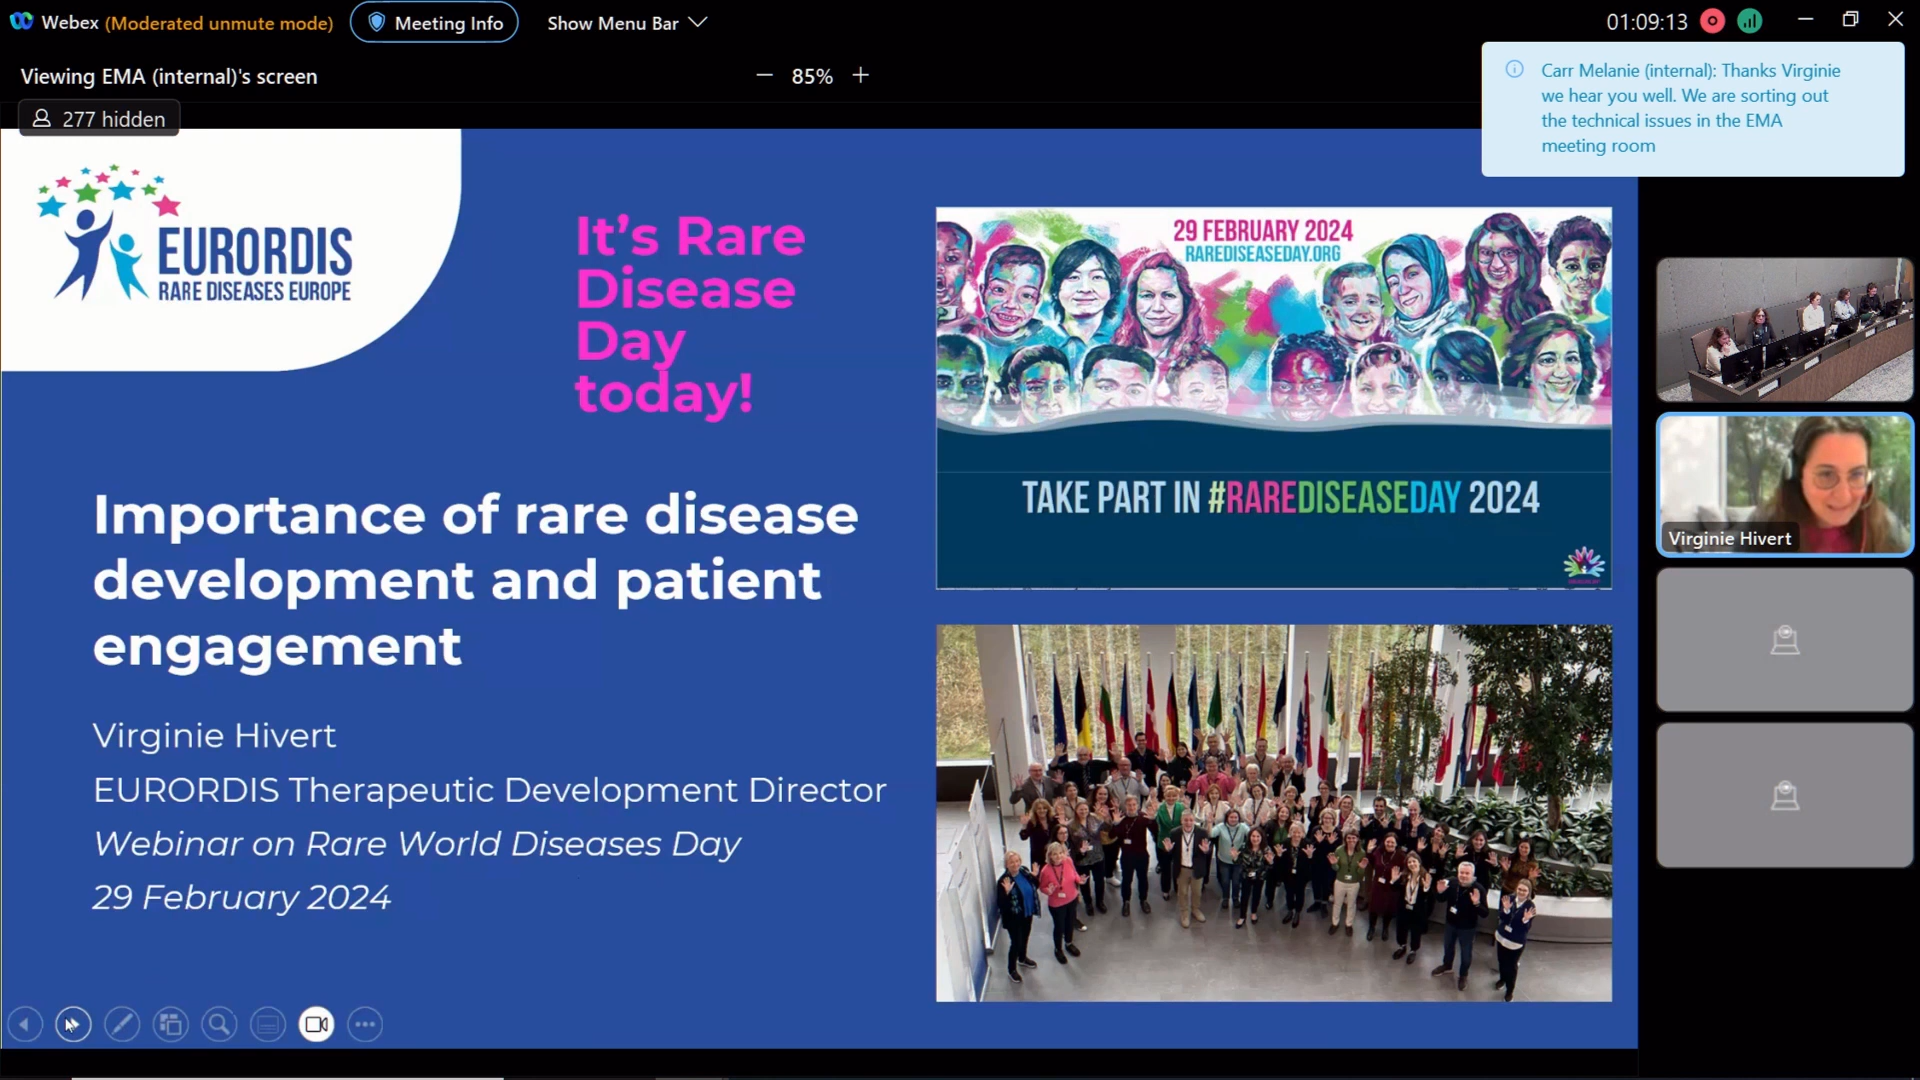 Webex (Moderated unmute mode)
Meeting Info
Show Menu Bar
01:09:13
Viewing EMA (internal)'s screen
85%
277 hidden
Carr Melanie (internal): Thanks Virginie
we hear you well. We are sorting out
the technical issues in the EMA
meeting room
EURORDIS
RARE DISEASES EUROPE
It's Rare
Disease
Day
today!
29 FEBRUARY 2024
RAREDISEASEDAY.ORG
TAKE PART IN #RAREDISEASEDAY 2024
Importance of rare disease
development and patient
engagement
Virginie Hivert
EURORDIS Therapeutic Development Director
Webinar on Rare World Diseases Day
29 February 2024
Virginie Hivert